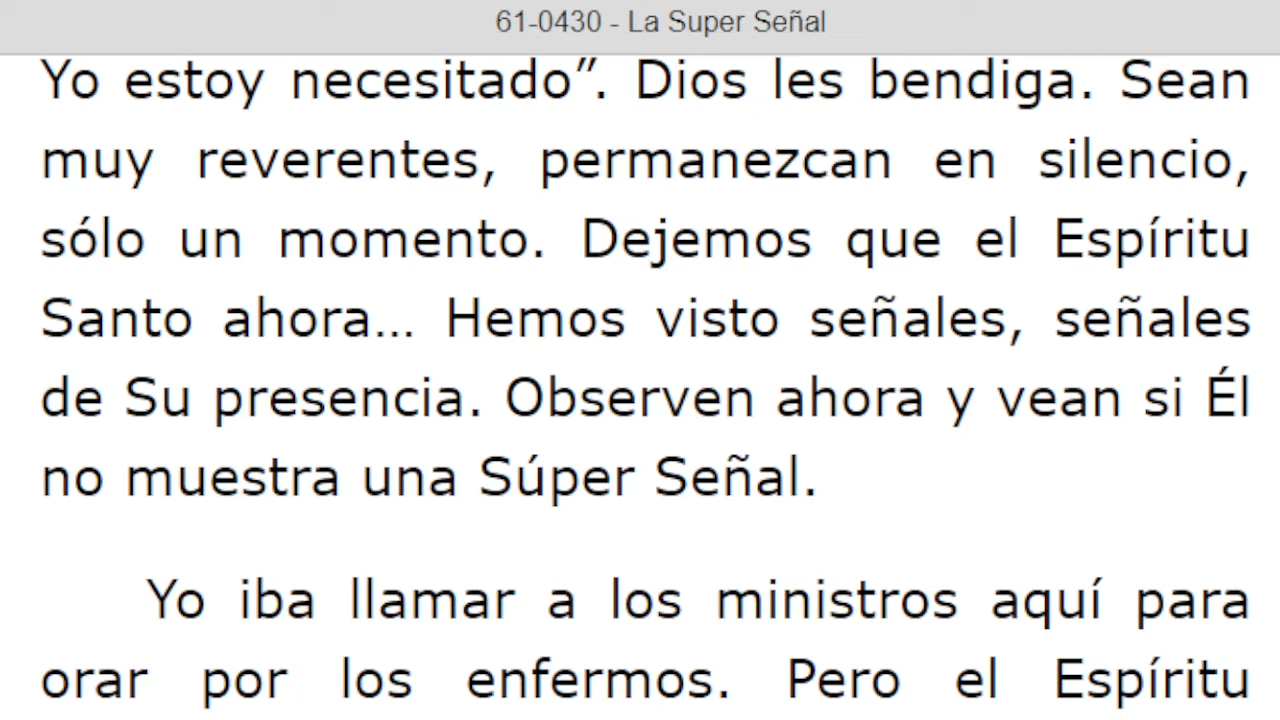 61-0430 - La Super Señal
Yo estoy necesitado”. Dios les bendiga. Sean
muy reverentes, permanezcan en silencio,
sólo un momento. Dejemos que el Espíritu
Santo ahora... Hemos visto señales, señales
de Su presencia. Observen ahora y vean si Él
no muestra una Súper Señal.
Yo iba llamar a los ministros aquí para
orar por los enfermos. Pero el Espíritu